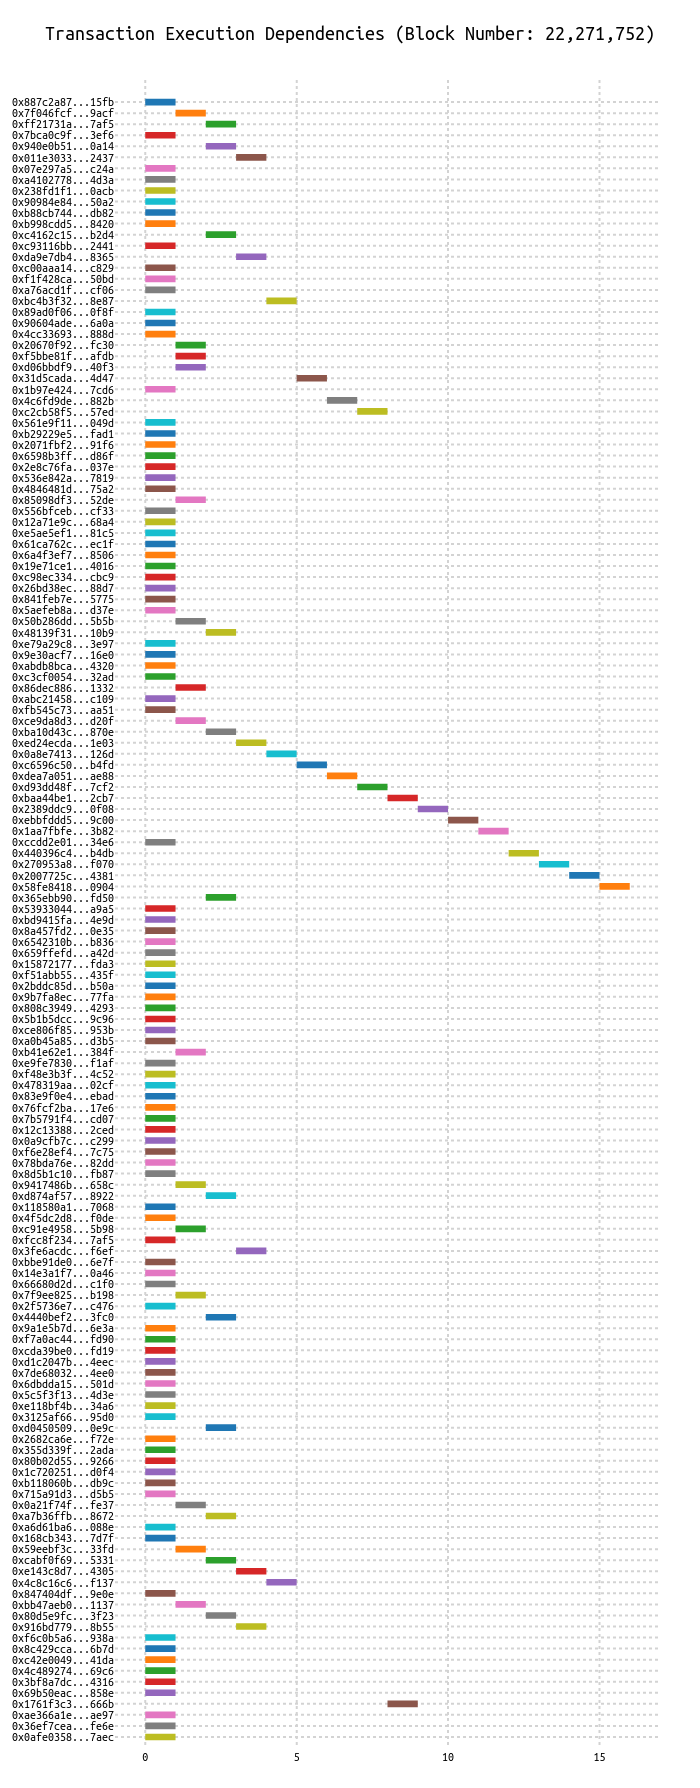 Transaction Execution Dependencies (Block Number: 22,271,752)
0x887c2a87...15fb
0x7f046fcf...9acf
0xff21731a...7af5
0x7bca0c9f...3ef6
0x940e0b51...0a14
0x011e3033...2437
0x07e297a5...c24a
0xa4102778...4d3a
0x238fd1f1...0acb
0x90984e84...50a2
0xb88cb744...db82
0xb998cdd5...8420
0xc4162c15...b2d4
0xc93116bb...2441
0xda9e7db4...8365
0xc00aaa14...c829
0xf1f428ca...50bd
0xa76acd1f...cf06
0xbc4b3f32...8e87
0x89ad0f06...0f8f
0x90604ade...6a0a
0x4cc33693...888d
0x20670f92...fc30
0xf5bbe81f...afdb
0xd06bbdf9...40f3
0x31d5cada...4d47
0x1b97e424...7cd6
0x4c6fd9de...882b
0xc2cb58f5...57ed
0x561e9f11...049d
0xb29229e5...fad1
0x2071fbf2...91f6
0x6598b3ff...d86f
0x2e8c76fa...037e
0x536e842a...7819
0x4846481d...75a2
0x85098df3...52de
0x556bfceb...cf33
0x12a71e9c...68a4
0xe5ae5ef1...81c5
0x61ca762c...ec1f
0x6a4f3ef7...8506
0x19e71ce1...4016
0xc98ec334...cbc9
0x26bd38ec...88d7
0x841feb7e...5775
0x5aefeb8a...d37e
0x50b286dd...5b5b
0x48139f31...10b9
0xe79a29c8...3e97
0x9e30acf7...16e0
0xabdb8bca...4320
0xc3cf0054...32ad
0x86dec886...1332
0xabc21458...c109
0xfb545c73...aa51
0xce9da8d3...d20f
0xba10d43c...870e
0xed24ecda...1e03
0x0a8e7413...126d
0xc6596c50...b4fd
0xdea7a051...ae88
0xd93dd48f...7cf2
0xbaa44be1...2cb7
0x2389ddc9...0f08
0xebbfddd5...9c00
0x1aa7fbfe...3b82
0xccdd2e01...34e6
0x440396c4...b4db
0x270953a8...f070
0x2007725c...4381
0x58fe8418...0904
0x365ebb90...fd50
0x53933044...a9a5
0xbd9415fa...4e9d
0x8a457fd2...0e35
0x6542310b...b836
0x659ffefd...a42d
0x15872177...fda3
0xf51abb55...435f
0x2bddc85d...b50a
0x9b7fa8ec...77fa
0x808c3949...4293
0x5b1b5dcc...9c96
0xce806f85...953b
0xa0b45a85...d3b5
0xb41e62e1...384f
0xe9fe7830...f1af
0xf48e3b3f...4c52
0x478319aa...02cf
0x83e9f0e4...ebad
0x76fcf2ba...17e6
0x7b5791f4...cd07
0x12c13388...2ced
0x0a9cfb7c...c299
0xf6e28ef4...7c75
0x78bda76e...82dd
0x8d5b1c10...fb87
0x9417486b...658c
0xd874af57...8922
0x118580a1...7068
0x4f5dc2d8...f0de
0xc91e4958...5b98
0xfcc8f234...7af5
0x3fe6acdc...f6ef
0xbbe91de0...6e7f
0x14e3a1f7...0a46
0x66680d2d...c1f0
0x7f9ee825...b198
0x2f5736e7...c476
0x4440bef2...3fc0
0x9a1e5b7d...6e3a
0xf7a0ac44...fd90
0xcda39be0...fd19
0xd1c2047b...4eec
0x7de68032...4ee0
0x6dbdda15...501d
0x5c5f3f13...4d3e
0xe118bf4b...34a6
0x3125af66...95d0
0xd0450509...0e9c
0x2682ca6e...f72e
0x355d339f...2ada
0x80b02d55...9266
0x1c720251...d0f4
0xb118060b...db9c
0x715a91d3...d5b5
0x0a21f74f...fe37
0xa7b36ffb...8672
0xa6d61ba6...088e
0x168cb343...7d7f
0x59eebf3c...33fd
0xcabf0f69...5331
0xe143c8d7...4305
0x4c8c16c6...f137
0x847404df...9e0e
0xbb47aeb0...1137
0x80d5e9fc...3f23
0x916bd779...8b55
0xf6c0b5a6...938a
0x8c429cca...6b7d
0xc42e0049...41da
0x4c489274...69c6
0x3bf8a7dc...4316
0x69b50eac...858e
0x1761f3c3...666b
0xae366a1e...ae97
0x36ef7cea...fe6e
0x0afe0358...7aec
0 5 10 15